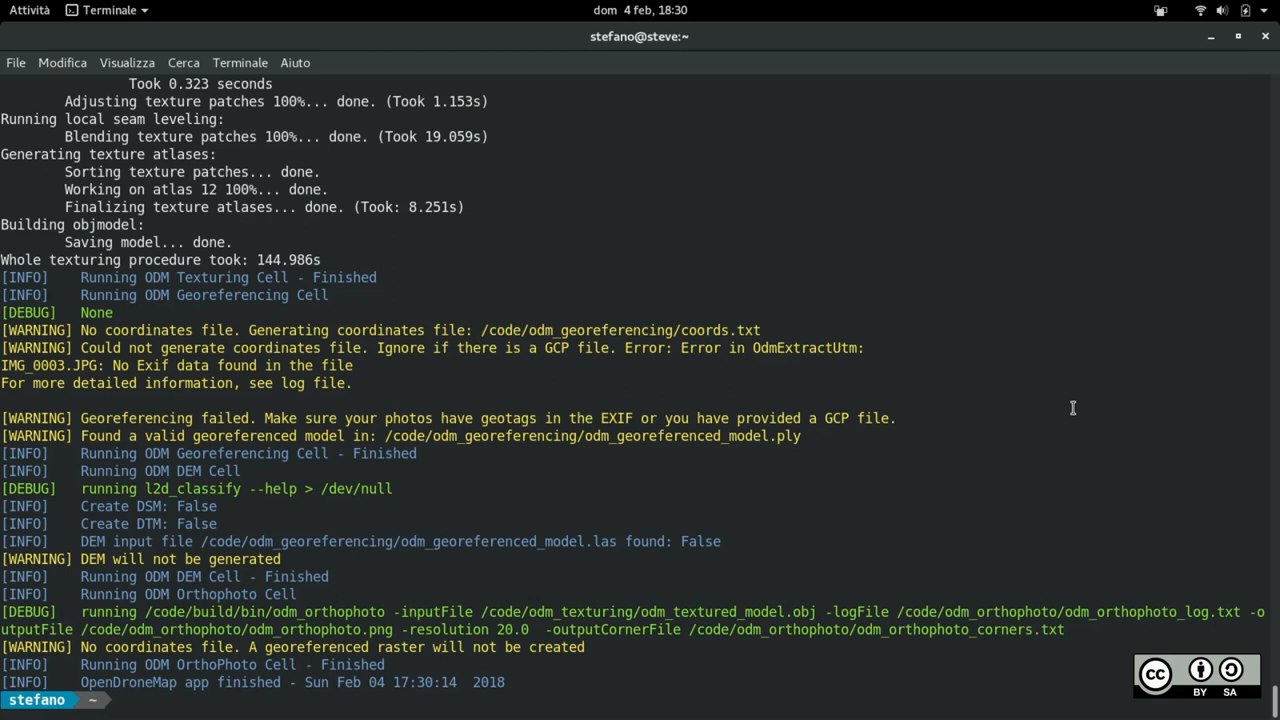 Attività Terminale dom 4 feb, 18:30
stefano@steve:~
File Modifica Visualizza Cerca Terminale Aiuto
Took 0.323 seconds
Adjusting texture patches 100%... done. (Took 1.153s)
Running local seam leveling:
Blending texture patches 100%... done. (Took 19.059s)
Generating texture atlases:
Sorting texture patches... done.
Working on atlas 12 100%... done.
Finalizing texture atlases... done. (Took: 8.251s)
Building objmodel:
Saving model... done.
Whole texturing procedure took: 144.986s
[INFO] Running ODM Texturing Cell - Finished
[INFO] Running ODM Georeferencing Cell
[DEBUG] None
[WARNING] No coordinates file. Generating coordinates file: /code/odm_georeferencing/coords.txt
[WARNING] Could not generate coordinates file. Ignore if there is a GCP file. Error: Error in OdmExtractUtm:
IMG_0003.JPG: No Exif data found in the file
For more detailed information, see log file.
[WARNING] Georeferencing failed. Make sure your photos have geotags in the EXIF or you have provided a GCP file.
[WARNING] Found a valid georeferenced model in: /code/odm_georeferencing/odm_georeferenced_model.ply
[INFO] Running ODM Georeferencing Cell - Finished
[INFO] Running ODM DEM Cell
[DEBUG] running l2d_classify --help > /dev/null
[INFO] Create DSM: False
[INFO] Create DTM: False
[INFO] DEM input file /code/odm_georeferencing/odm_georeferenced_model.las found: False
[WARNING] DEM will not be generated
[INFO] Running ODM DEM Cell - Finished
[INFO] Running ODM Orthophoto Cell
[DEBUG] running /code/build/bin/odm_orthophoto -inputFile /code/odm_texturing/odm_textured_model.obj -logFile /code/odm_orthophoto/odm_orthophoto_log.txt -o
utputFile /code/odm_orthophoto/odm_orthophoto.png -resolution 20.0 -outputCornerFile /code/odm_orthophoto/odm_orthophoto_corners.txt
[WARNING] No coordinates file. A georeferenced raster will not be created
[INFO] Running ODM OrthoPhoto Cell - Finished
[INFO] OpenDroneMap app finished - Sun Feb 04 17:30:14 2018
stefano ~
cc BY SA